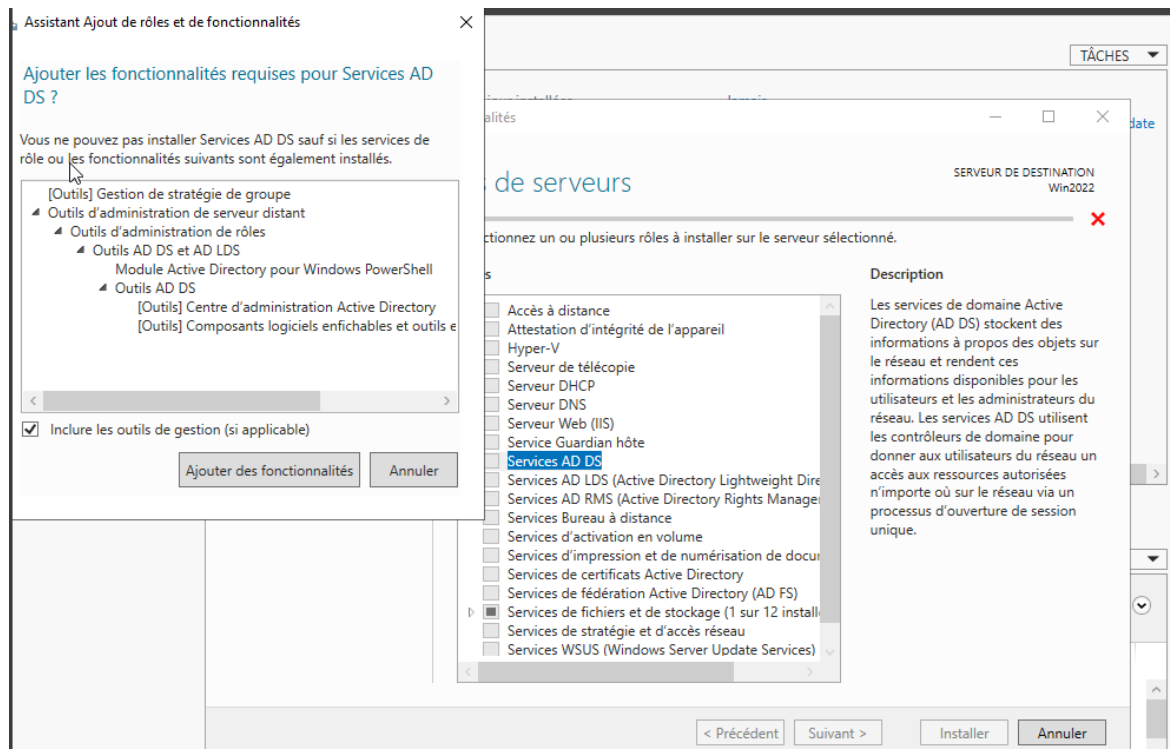 Assistant Ajout de rôles et de fonctionnalités
Ajouter les fonctionnalités requises pour Services AD
DS ?
Vous ne pouvez pas installer Services AD DS sauf si les services de
rôle ou les fonctionnalités suivants sont également installés.
[Outils] Gestion de stratégie de groupe
Outils d'administration de serveur distant
Outils d'administration de rôles
Outils AD DS et AD LDS
Module Active Directory pour Windows PowerShell
Outils AD DS
[Outils] Centre d'administration Active Directory
[Outils] Composants logiciels enfichables et outils e
Inclure les outils de gestion (si applicable)
Ajouter des fonctionnalités
Annuler
TÂCHES
date
alités
de serveurs
SERVEUR DE DESTINATION
Win2022
ctionnez un ou plusieurs rôles à installer sur le serveur sélectionné.
s
Accès à distance
Attestation d'intégrité de l'appareil
Hyper-V
Serveur de télécopie
Serveur DHCP
Serveur DNS
Serveur Web (IIS)
Service Guardian hôte
Services AD DS
Services AD LDS (Active Directory Lightweight Dire
Services AD RMS (Active Directory Rights Manage
Services Bureau à distance
Services d'activation en volume
Services d'impression et de numérisation de docu
Services de certificats Active Directory
Services de fédération Active Directory (AD FS)
Services de fichiers et de stockage (1 sur 12 install
Services de stratégie et d'accès réseau
Services WSUS (Windows Server Update Services)
Description
Les services de domaine Active
Directory (AD DS) stockent des
informations à propos des objets sur
le réseau et rendent ces
informations disponibles pour les
utilisateurs et les administrateurs du
réseau. Les services AD DS utilisent
les contrôleurs de domaine pour
donner aux utilisateurs du réseau un
accès aux ressources autorisées
n'importe où sur le réseau via un
processus d'ouverture de session
unique.
< Précédent
Suivant >
Installer
Annuler